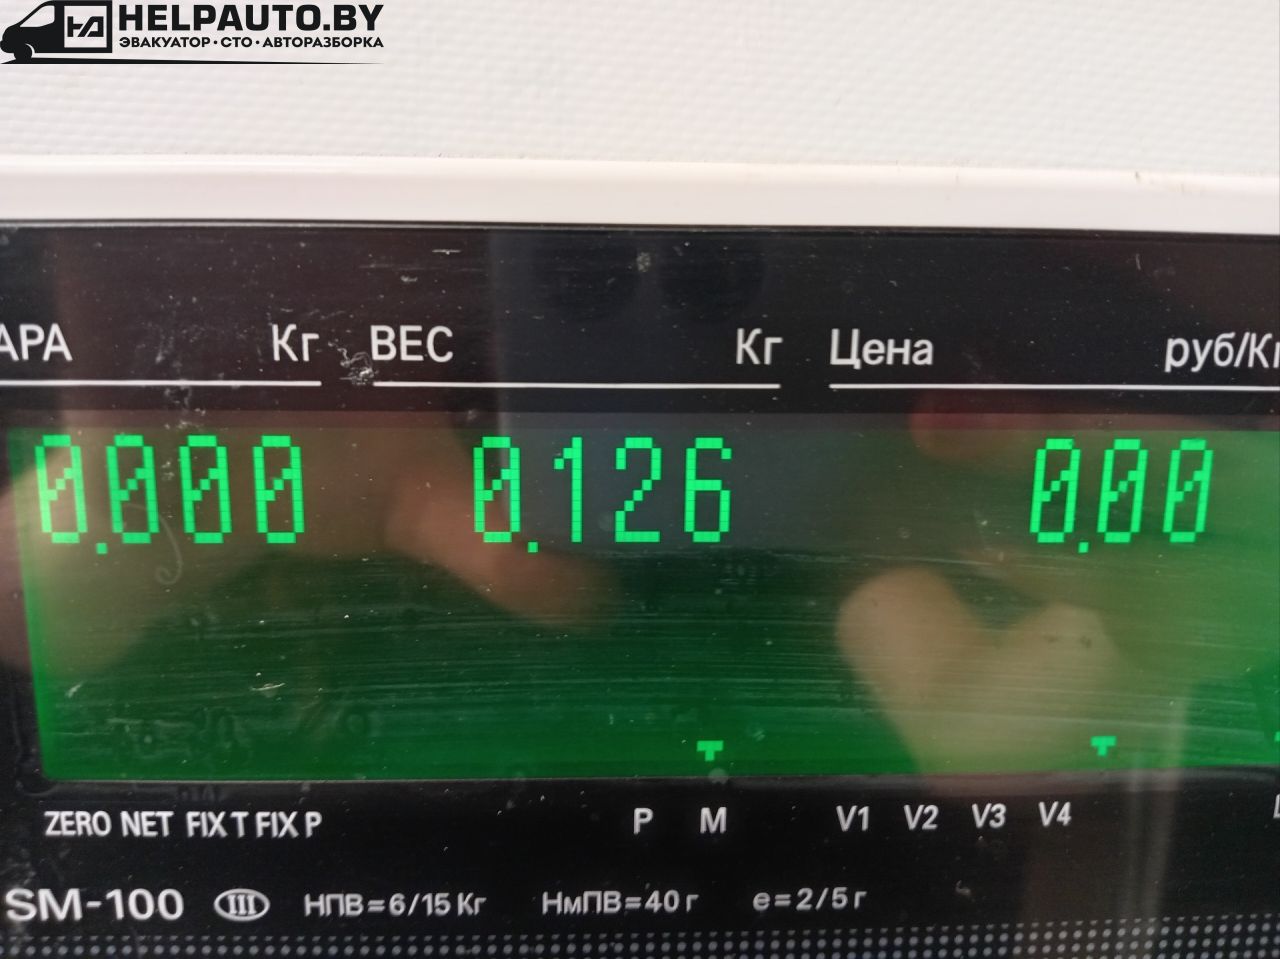 HELPAUTO.BY
ЭВАКУАТОР·СТО·АВТОРАЗБОРКА
АРА Кг ВЕС Кг Цена руб/Кг
0.000 0.126 0.00
ZERO NET FIX T FIX P P M V1 V2 V3 V4
SM-100 III НПВ=6/15 Кг НмПВ=40 г e=2/5 г